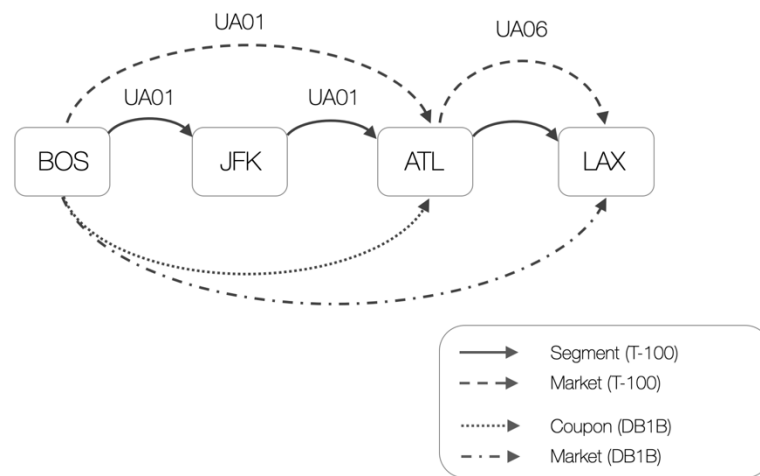 UA01
UA06
UA01
UA01
BOS
JFK
ATL
LAX
Segment (T-100)
Market (T-100)
Coupon (DB1B)
Market (DB1B)